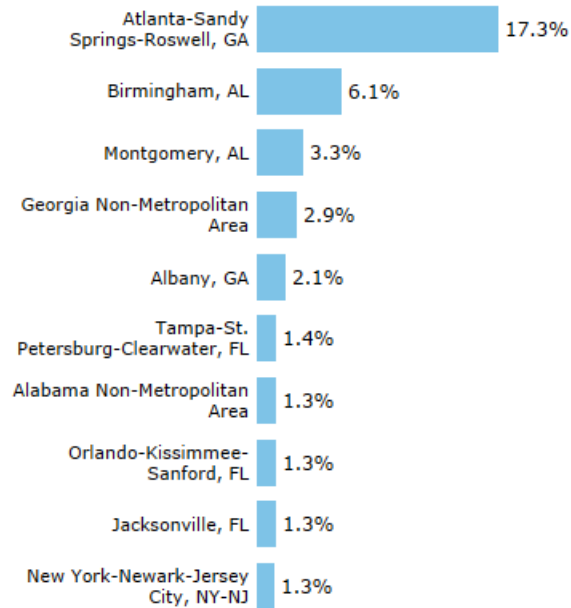 Atlanta-Sandy
Springs-Roswell, GA
17.3%
Birmingham, AL
6.1%
Montgomery, AL
3.3%
Georgia Non-Metropolitan
Area
2.9%
Albany, GA
2.1%
Tampa-St.
Petersburg-Clearwater, FL
1.4%
Alabama Non-Metropolitan
Area
1.3%
Orlando-Kissimmee-
Sanford, FL
1.3%
Jacksonville, FL
1.3%
New York-Newark-Jersey
City, NY-NJ
1.3%